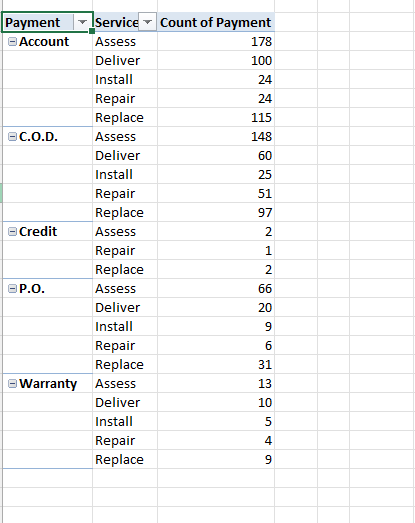 Payment Service Count of Payment
Account Assess 178
Deliver 100
Install 24
Repair 24
Replace 115
C.O.D. Assess 148
Deliver 60
Install 25
Repair 51
Replace 97
Credit Assess 2
Repair 1
Replace 2
P.O. Assess 66
Deliver 20
Install 9
Repair 6
Replace 31
Warranty Assess 13
Deliver 10
Install 5
Repair 4
Replace 9